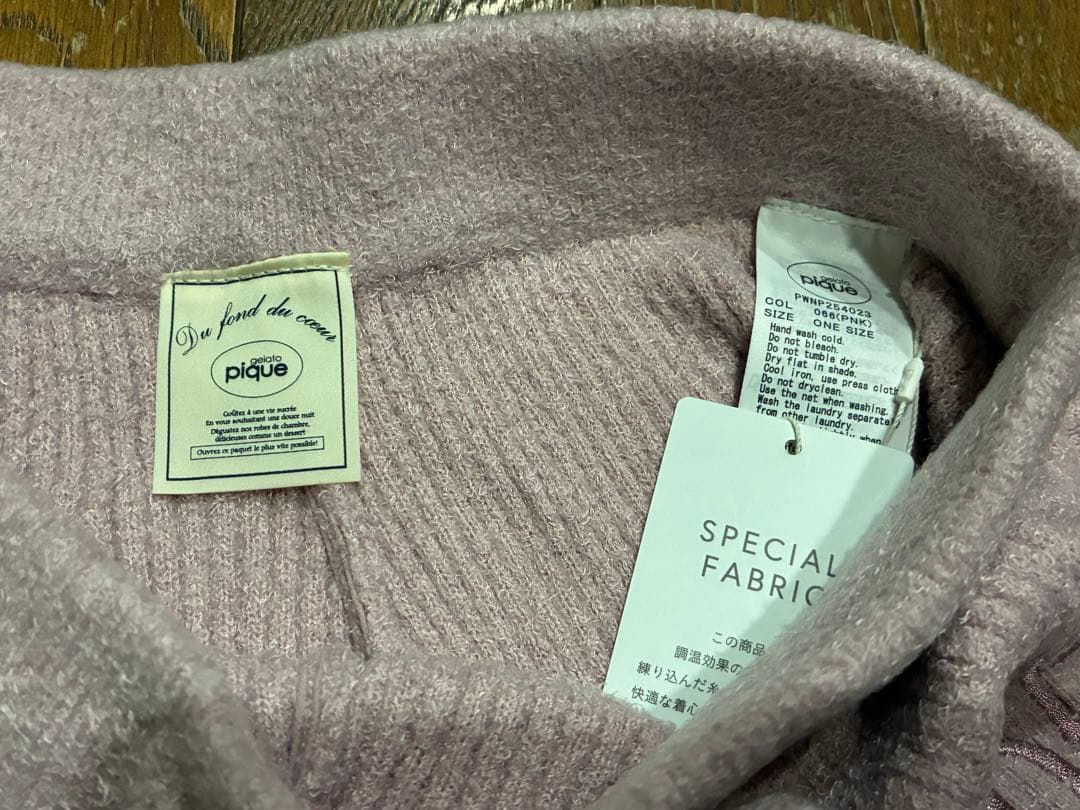 Du fond du cœur
gelato
pique
Goûtez à une vie sucrée
En vous souhaitant une douce nuit
Dégustez nos robes de chambre,
délicieuses comme un dessert
Ouvrez ce paquet le plus vite possible!
gelato
pique
PWNP254023
COL 066(PNK)
SIZE ONE SIZE
Hand wash cold.
Do not bleach.
Do not tumble dry.
Dry flat in shade.
Cool iron. use press cloth
Do not dryclean.
Use the net when washing.
Wash the laundry separate
from other laundry.
when
SPECIAL
FABRIC
この商品
調温効果の
練り込んだ糸
快適な着心